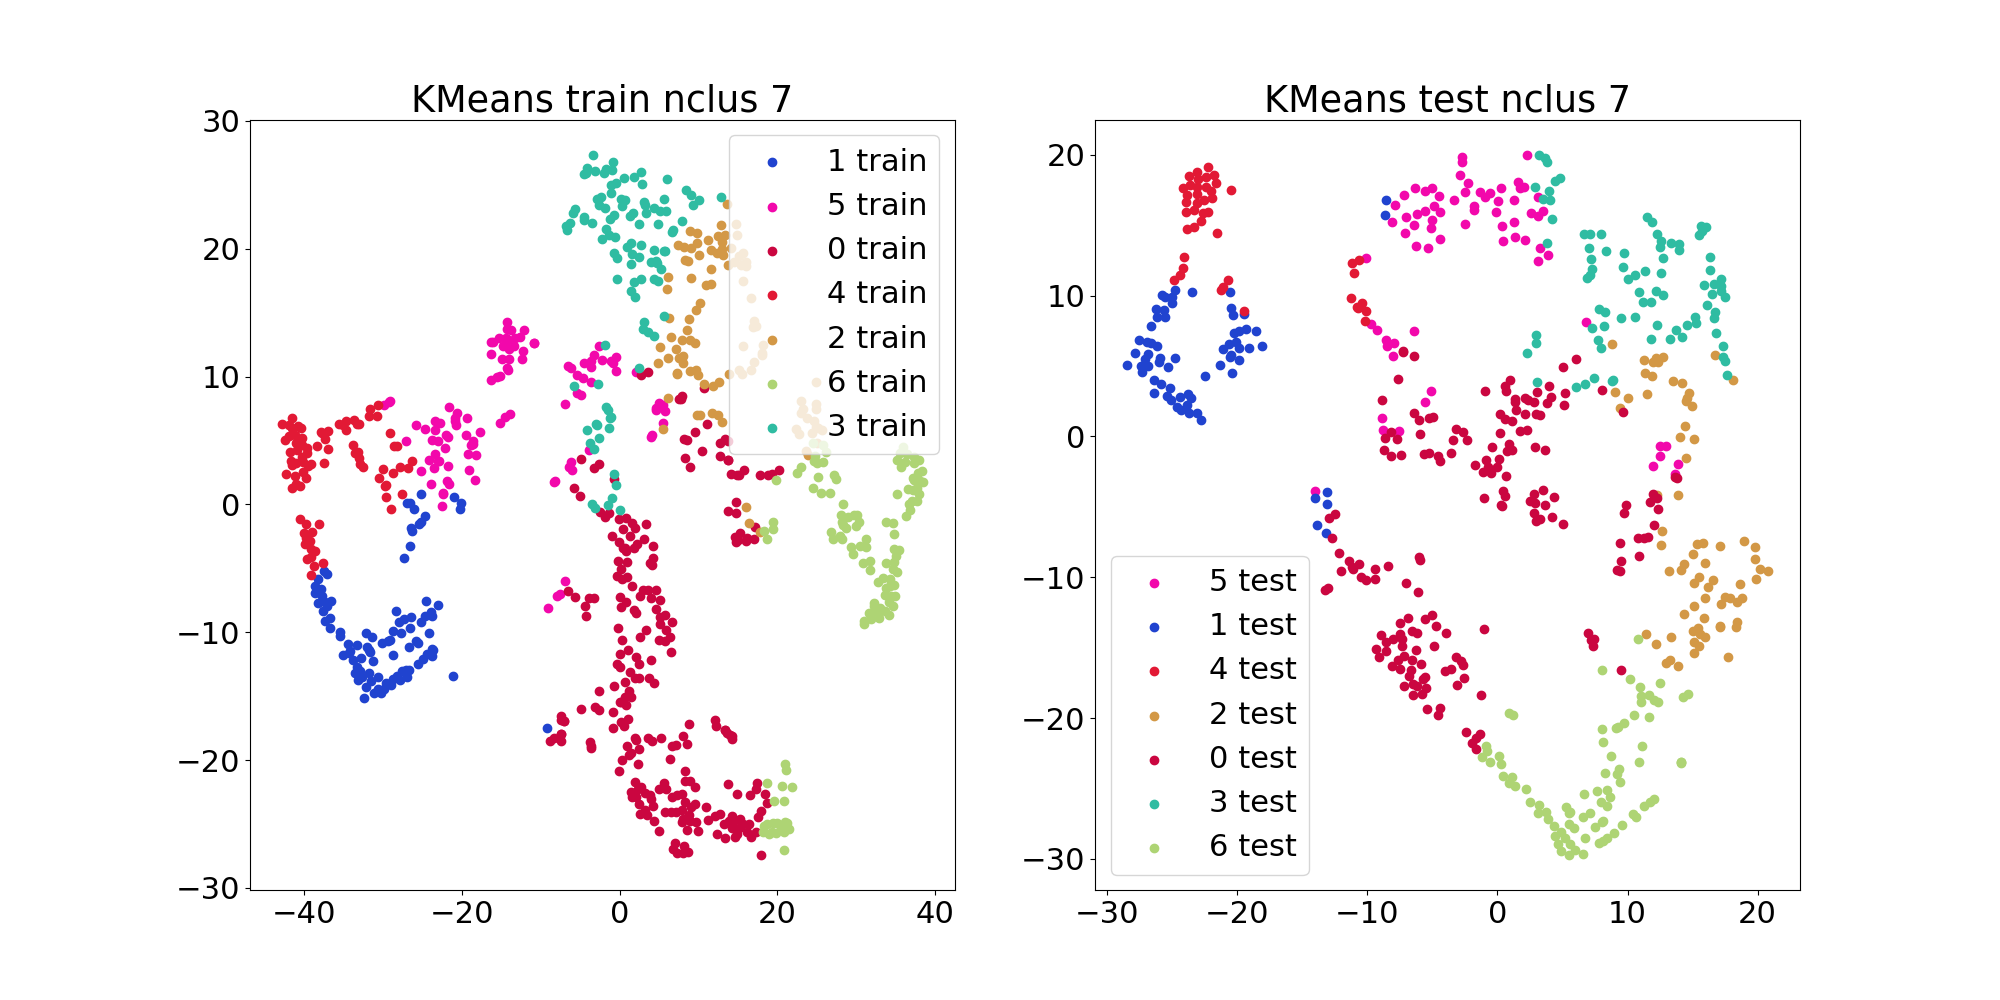 KMeans train nclus 7
30
20
10
0
−10
−20
−30
−40
−20
0
20
40
1 train
5 train
0 train
4 train
2 train
6 train
3 train
KMeans test nclus 7
20
10
0
−10
−20
−30
−30
−20
−10
0
10
20
5 test
1 test
4 test
2 test
0 test
3 test
6 test